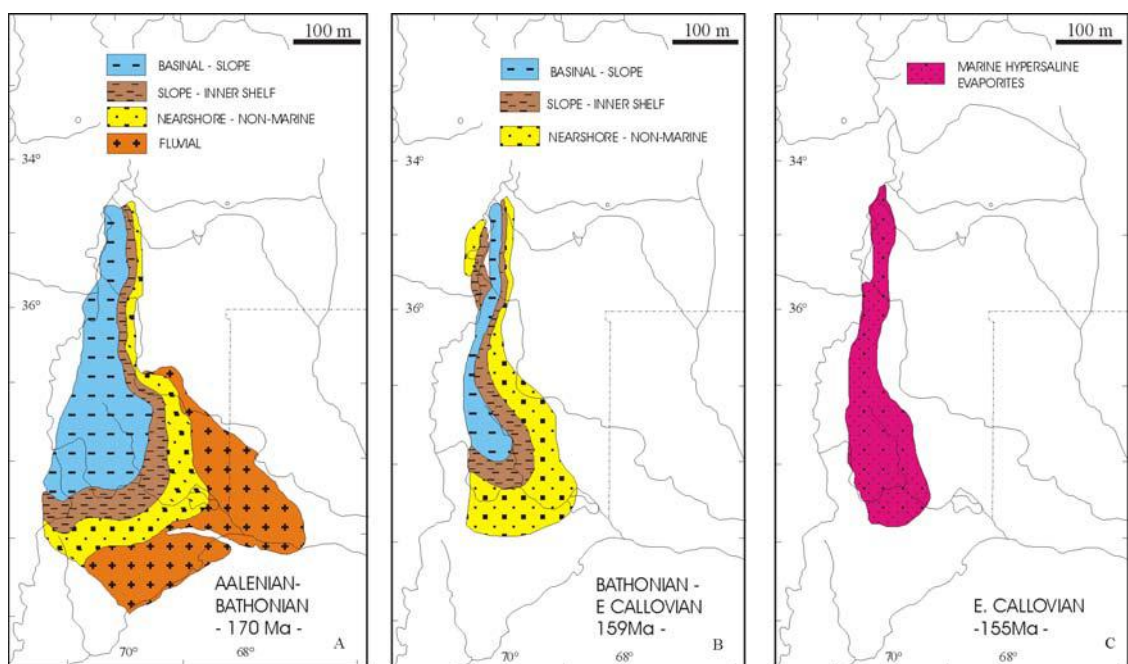 100 m
BASINAL - SLOPE
SLOPE - INNER SHELF
NEARSHORE - NON-MARINE
FLUVIAL
34°
36°
AALENIAN-
BATHONIAN
- 170 Ma -
A
70°
68°
100 m
BASINAL - SLOPE
SLOPE - INNER SHELF
NEARSHORE - NON-MARINE
34°
36°
BATHONIAN -
E CALLOVIAN
159Ma -
B
70°
68°
100 m
MARINE HYPERSALINE
EVAPORITES
34°
36°
E. CALLOVIAN
-155Ma -
C
70°
68°